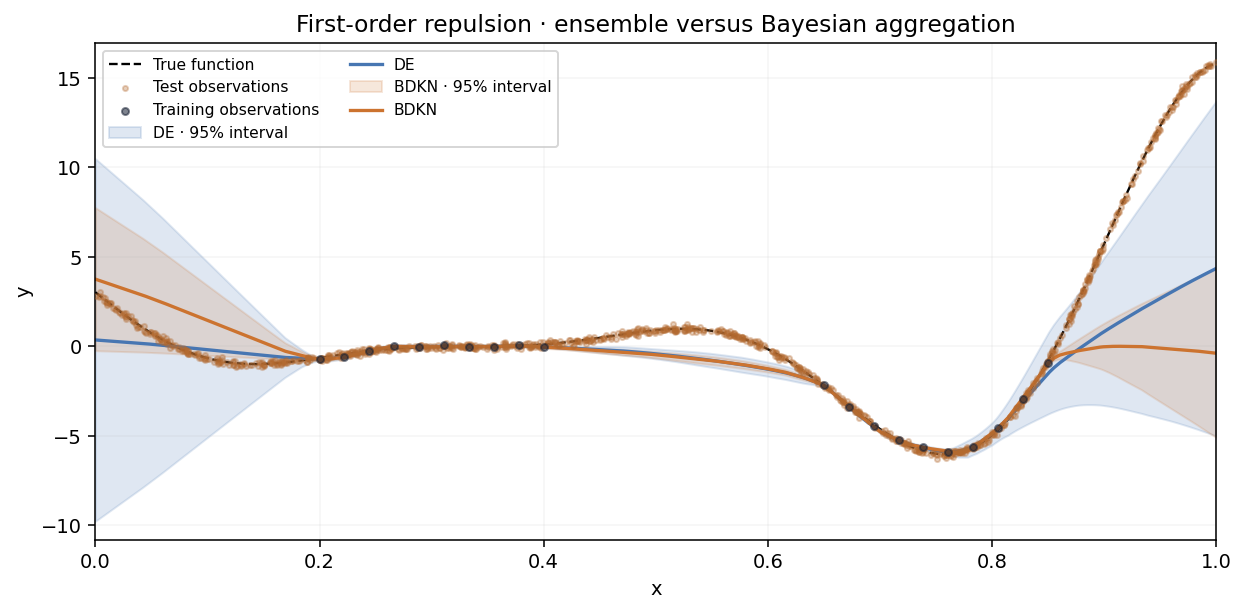 First-order repulsion · ensemble versus Bayesian aggregation
True function
Test observations
Training observations
DE · 95% interval
DE
BDKN · 95% interval
BDKN
y
15
10
5
0
−5
−10
0.0 0.2 0.4 0.6 0.8 1.0
x